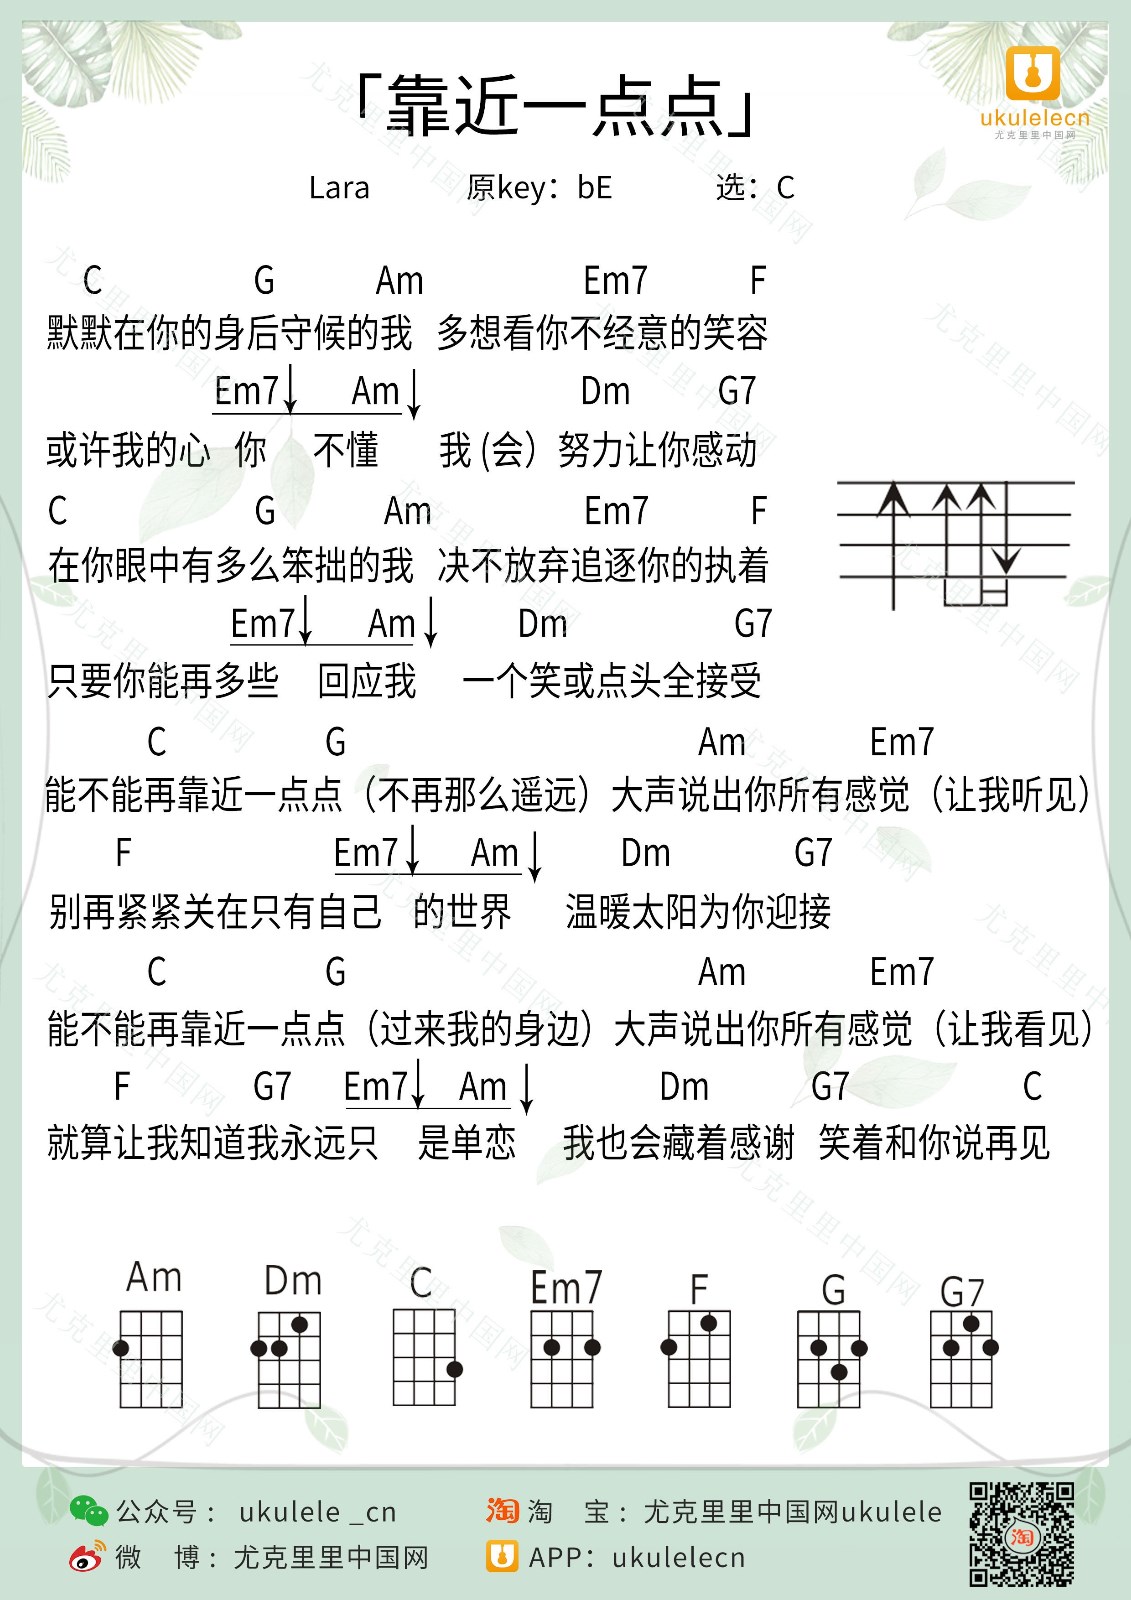 「靠近一点点」
ukulelecn
尤克里里中国网
Lara 原key：bE 选：C
C G Am Em7 F
默默在你的身后守候的我 多想看你不经意的笑容
Em7 Am Dm G7
或许我的心 你 不懂 我 (会）努力让你感动
C G Am Em7 F
在你眼中有多么笨拙的我 决不放弃追逐你的执着
Em7 Am Dm G7
只要你能再多些 回应我 一个笑或点头全接受
C G Am Em7
能不能再靠近一点点（不再那么遥远）大声说出你所有感觉（让我听见）
F Em7 Am Dm G7
别再紧紧关在只有自己 的世界 温暖太阳为你迎接
C G Am Em7
能不能再靠近一点点（过来我的身边）大声说出你所有感觉（让我看见）
F G7 Em7 Am Dm G7 C
就算让我知道我永远只 是单恋 我也会藏着感谢 笑着和你说再见
Am Dm C Em7 F G G7
公众号： ukulele _cn 淘 淘 宝：尤克里里中国网ukulele
微 博：尤克里里中国网 APP：ukulelecn
淘